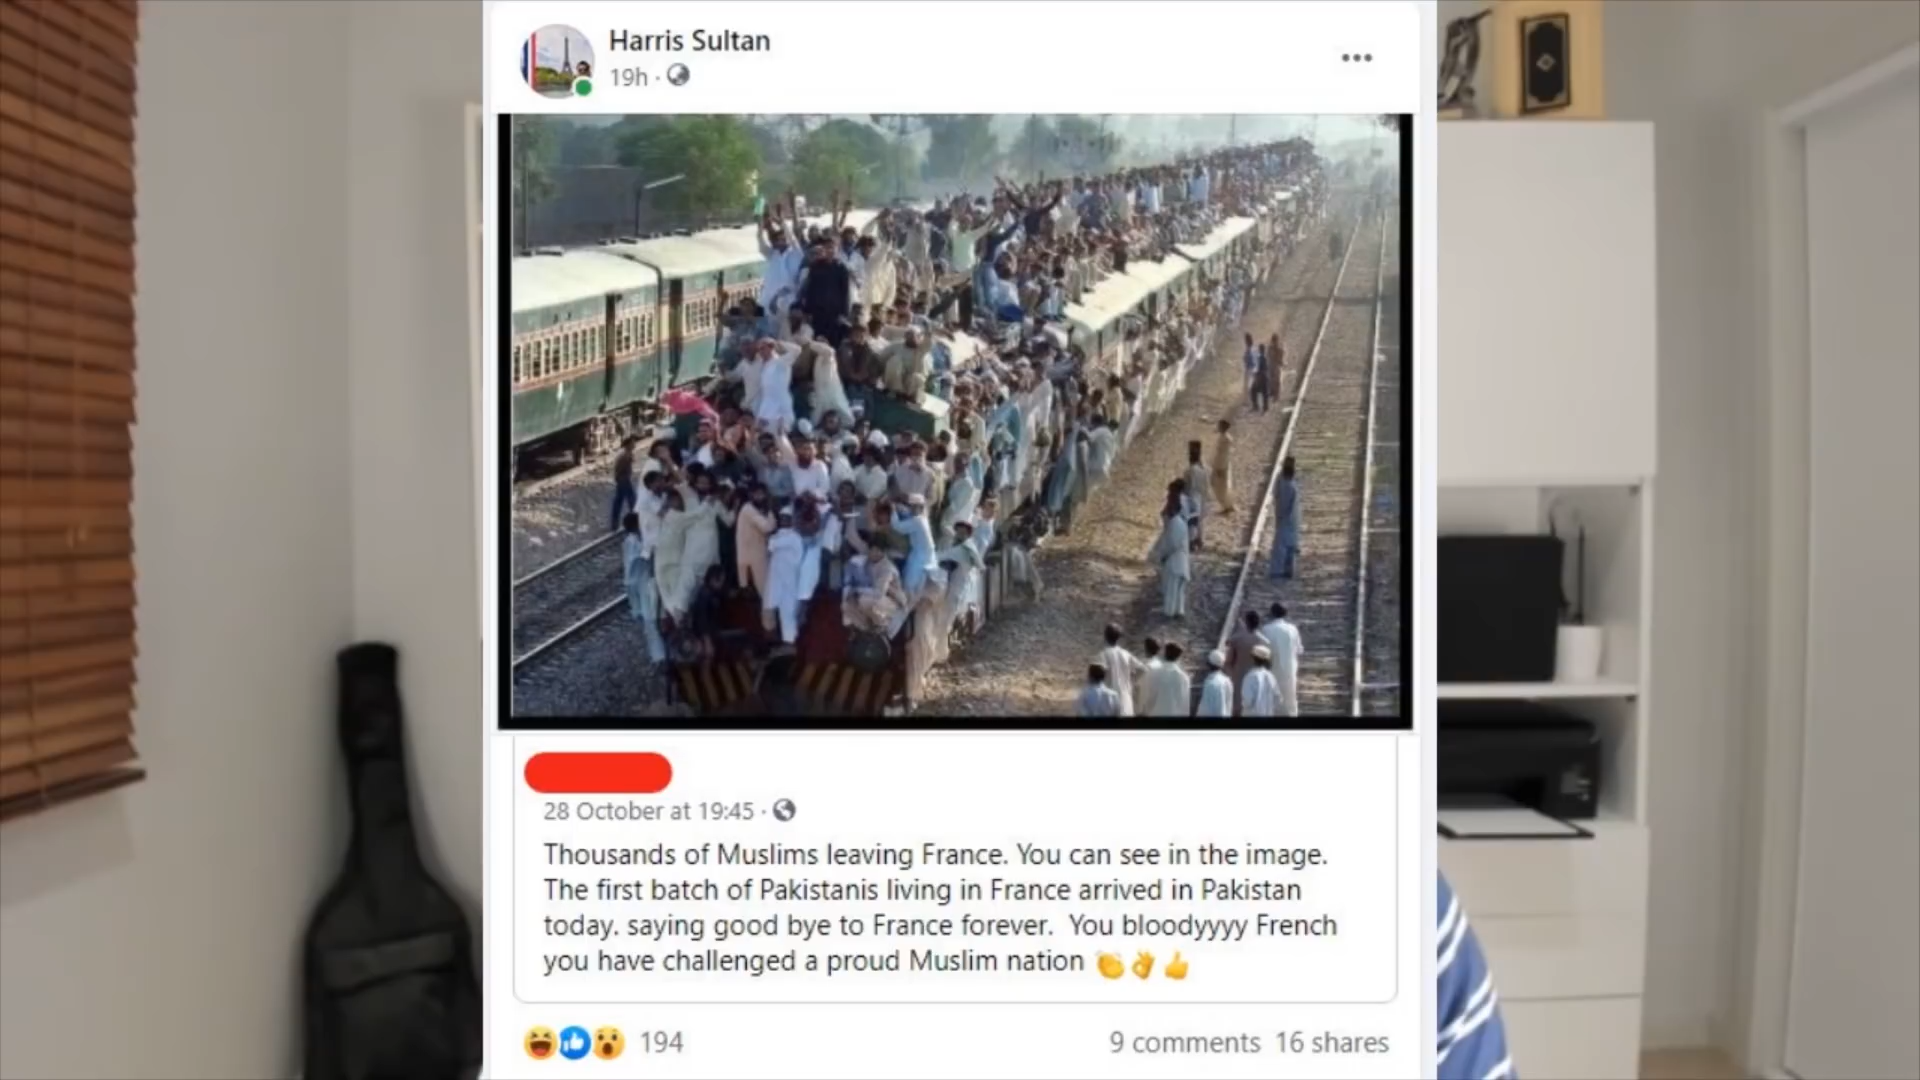 Harris Sultan
19h ·
28 October at 19:45 ·
Thousands of Muslims leaving France. You can see in the image.
The first batch of Pakistanis living in France arrived in Pakistan
today. saying good bye to France forever. You bloodyyyy French
you have challenged a proud Muslim nation 👏👌👍
194
9 comments 16 shares